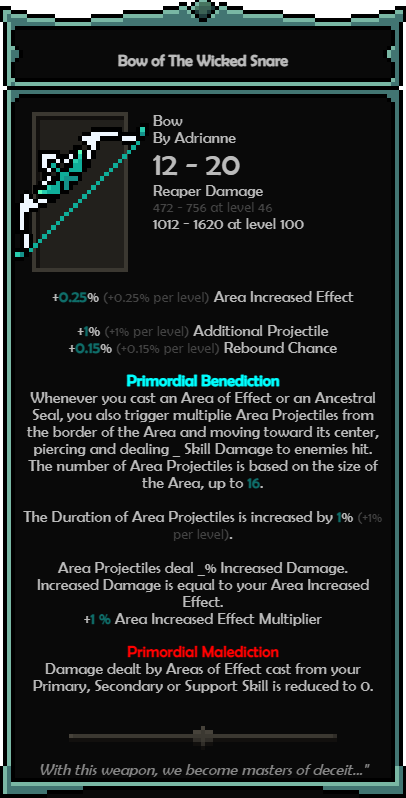 Bow of The Wicked Snare
Bow
By Adrianne
12 - 20
Reaper Damage
472 - 756 at level 46
1012 - 1620 at level 100
+0.25% (+0.25% per level) Area Increased Effect
+1% (+1% per level) Additional Projectile
+0.15% (+0.15% per level) Rebound Chance
Primordial Benediction
Whenever you cast an Area of Effect or an Ancestral
Seal, you also trigger multiplie Area Projectiles from
the border of the Area and moving toward its center,
piercing and dealing _ Skill Damage to enemies hit.
The number of Area Projectiles is based on the size of
the Area, up to 16.
The Duration of Area Projectiles is increased by 1% (+1%
per level).
Area Projectiles deal _% Increased Damage.
Increased Damage is equal to your Area Increased
Effect.
+1 % Area Increased Effect Multiplier
Primordial Malediction
Damage dealt by Areas of Effect cast from your
Primary, Secondary or Support Skill is reduced to 0.
With this weapon, we become masters of deceit..."